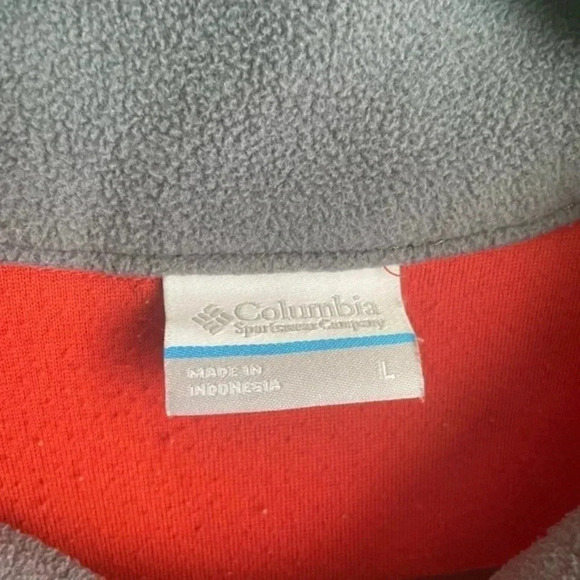 Columbia
Sportswear Company
MADE IN
INDONESIA
L